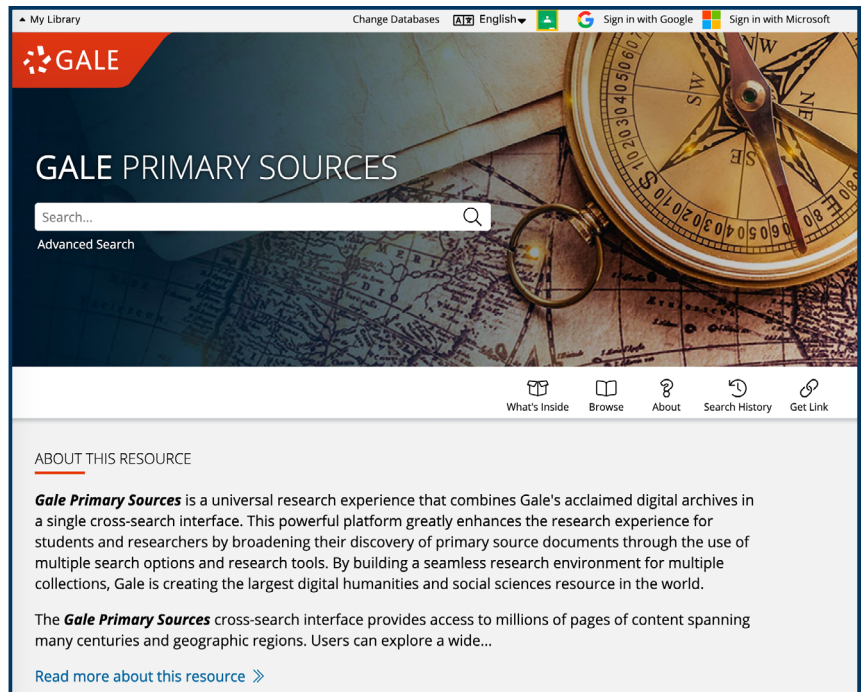 My Library
Change Databases
English
Sign in with Google
Sign in with Microsoft
GALE
GALE PRIMARY SOURCES
Search...
Advanced Search
NW
SW
NE
SE
What's Inside
Browse
About
Search History
Get Link
ABOUT THIS RESOURCE
Gale Primary Sources is a universal research experience that combines Gale's acclaimed digital archives in
a single cross-search interface. This powerful platform greatly enhances the research experience for
students and researchers by broadening their discovery of primary source documents through the use of
multiple search options and research tools. By building a seamless research environment for multiple
collections, Gale is creating the largest digital humanities and social sciences resource in the world.
The Gale Primary Sources cross-search interface provides access to millions of pages of content spanning
many centuries and geographic regions. Users can explore a wide...
Read more about this resource